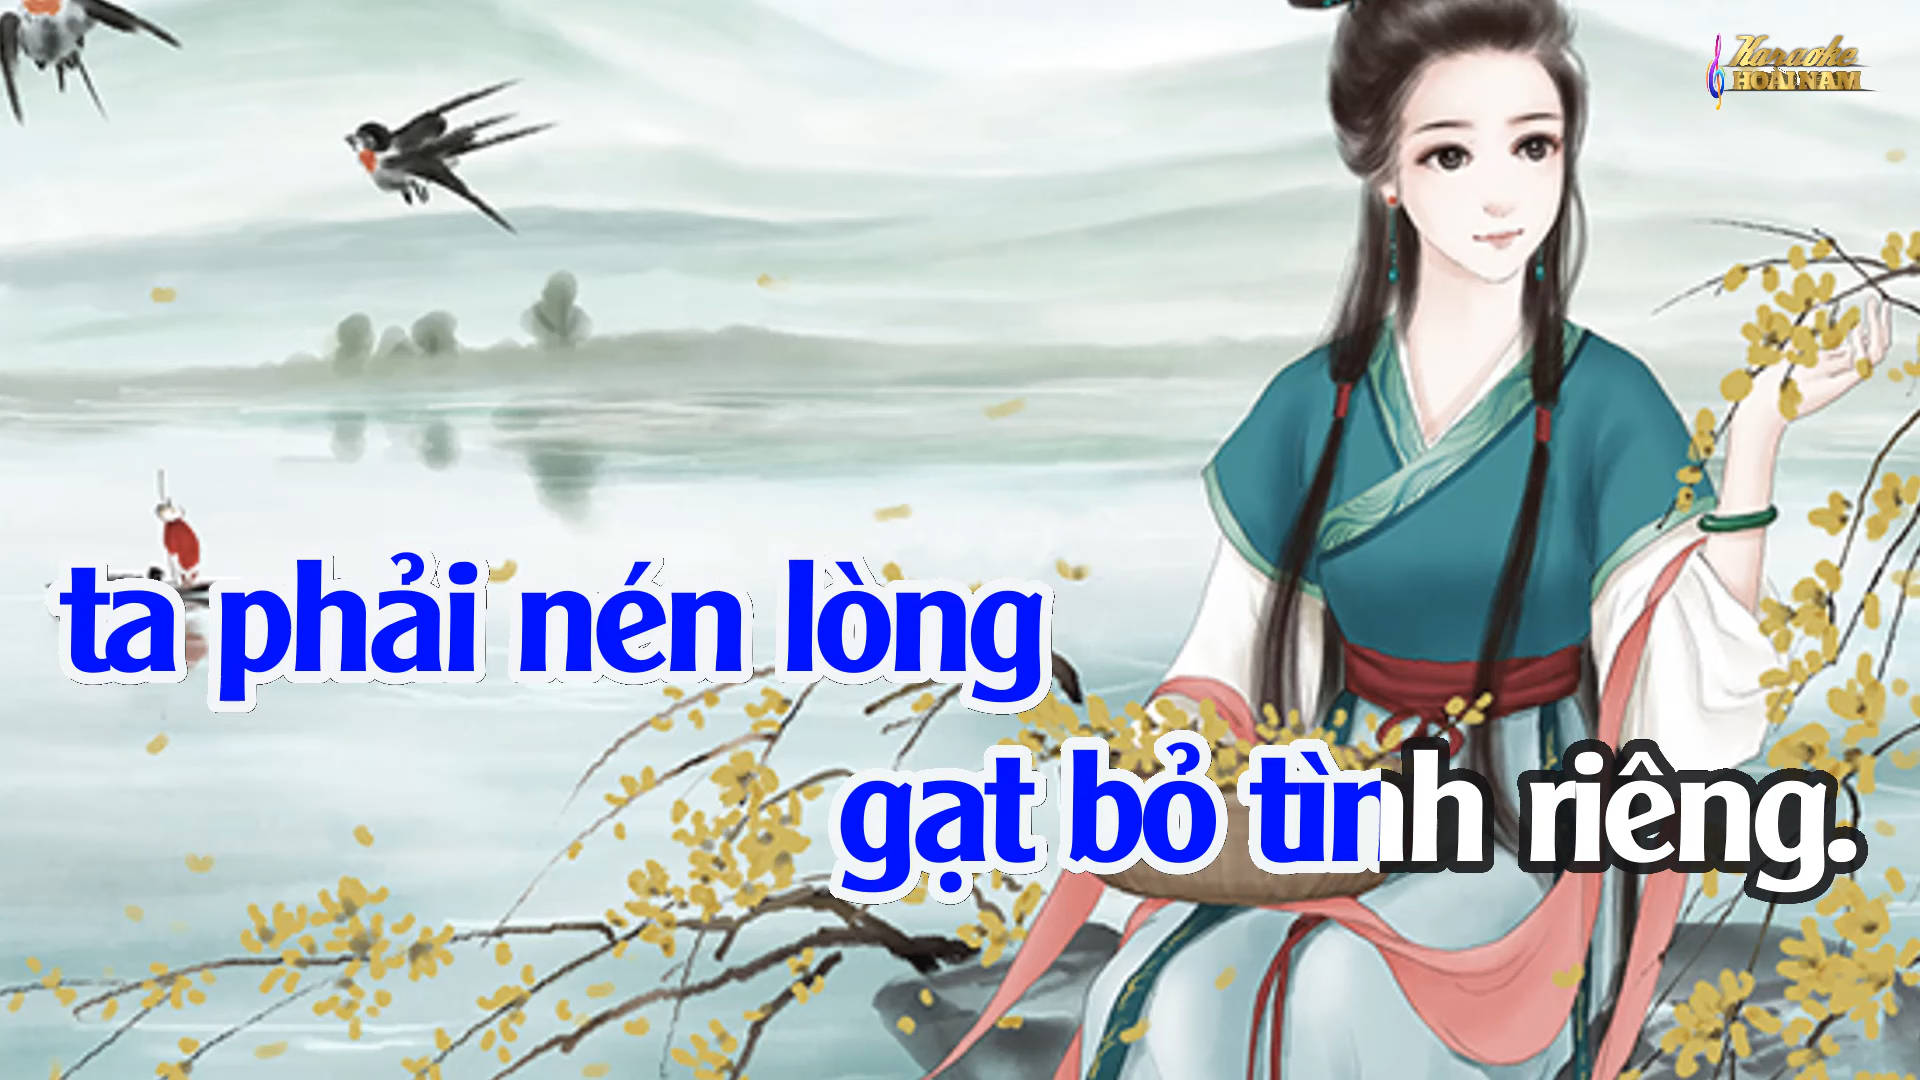 Karaoke
HOÀI NAM
ta phải nén lòng
gạt bỏ tình riêng.